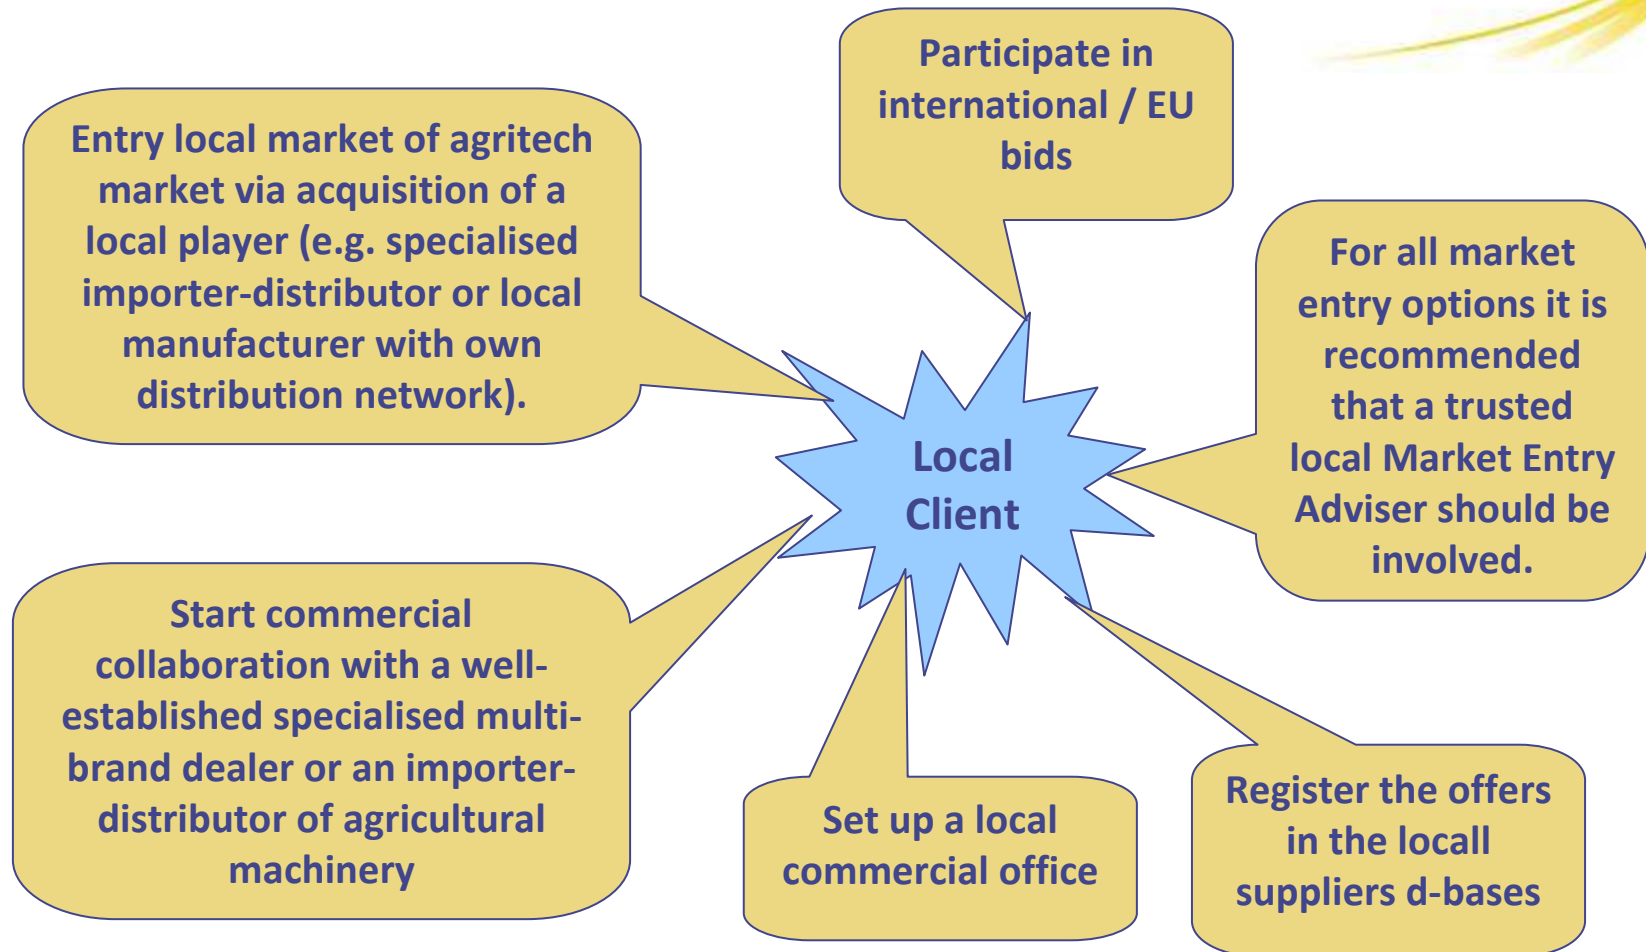 Participate in
international / EU
bids
Entry local market of agritech
market via acquisition of a
local player (e.g. specialised
importer-distributor or local
manufacturer with own
distribution network).
For all market
entry options it is
recommended
that a trusted
local Market Entry
Adviser should be
involved.
Local
Client
Start commercial
collaboration with a well-
established specialised multi-
brand dealer or an importer-
distributor of agricultural
machinery
Set up a local
commercial office
Register the offers
in the locall
suppliers d-bases